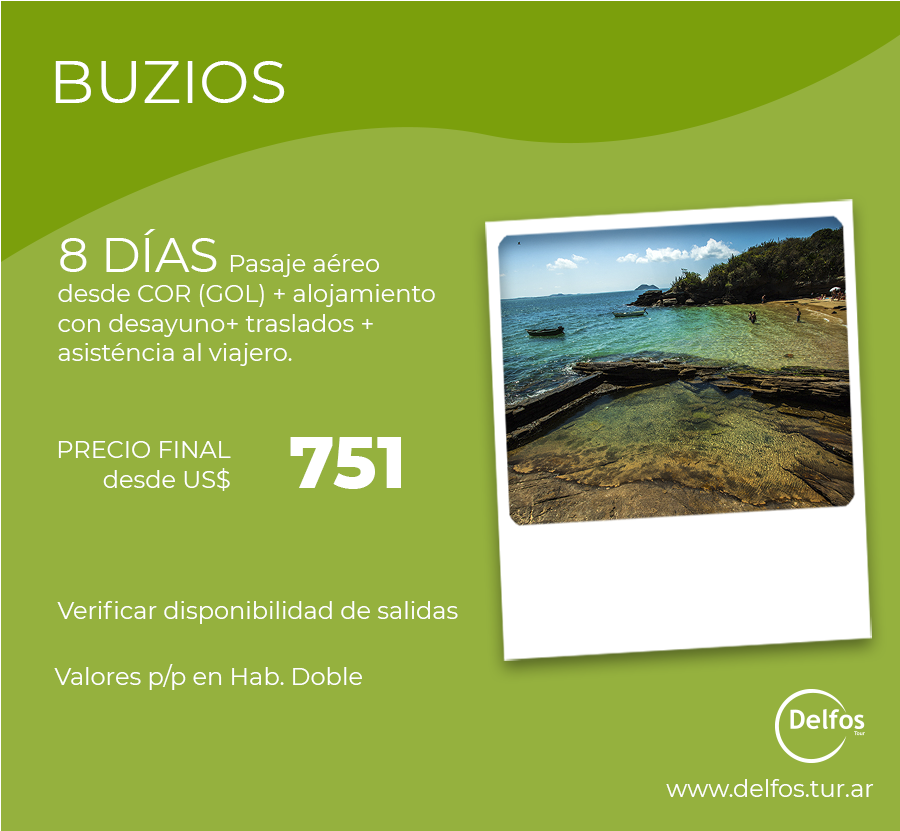 BUZIOS
8 DÍAS Pasaje aéreo
desde COR (GOL) + alojamiento
con desayuno+ traslados +
asisténcia al viajero.
PRECIO FINAL
desde US$ 751
Verificar disponibilidad de salidas
Valores p/p en Hab. Doble
Delfos
Tour
www.delfos.tur.ar